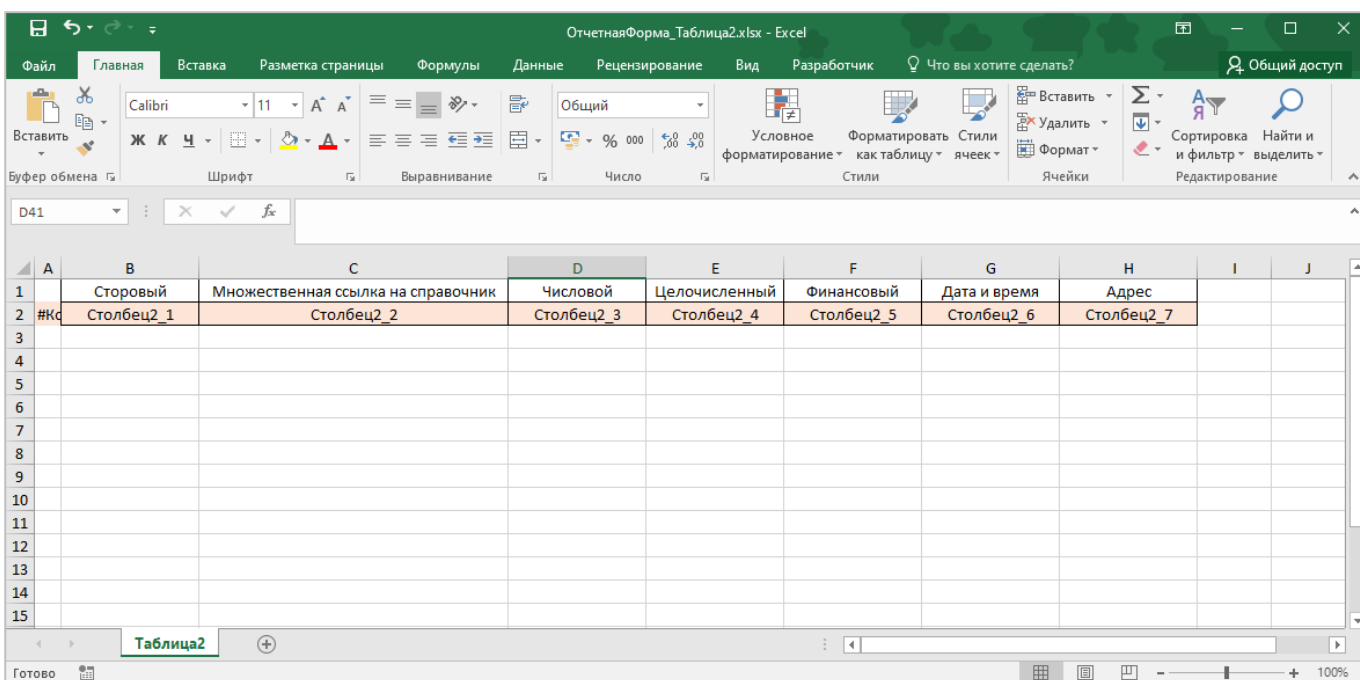 ОтчетнаяФорма_Таблица2.xlsx - Excel
Файл Главная Вставка Разметка страницы Формулы Данные Рецензирование Вид Разработчик Что вы хотите сделать? Общий доступ
Вставить
Calibri 11
Ж К Ч
Общий
% 000
Условное форматирование
Форматировать как таблицу
Стили ячеек
Вставить
Удалить
Формат
Сортировка и фильтр
Найти и выделить
Буфер обмена Шрифт Выравнивание Число Стили Ячейки Редактирование
D41 fx
A B C D E F G H I J
1 Сторовый Множественная ссылка на справочник Числовой Целочисленный Финансовый Дата и время Адрес
2 #Кс Столбец2_1 Столбец2_2 Столбец2_3 Столбец2_4 Столбец2_5 Столбец2_6 Столбец2_7
3
4
5
6
7
8
9
10
11
12
13
14
15
Таблица2
Готово 100%